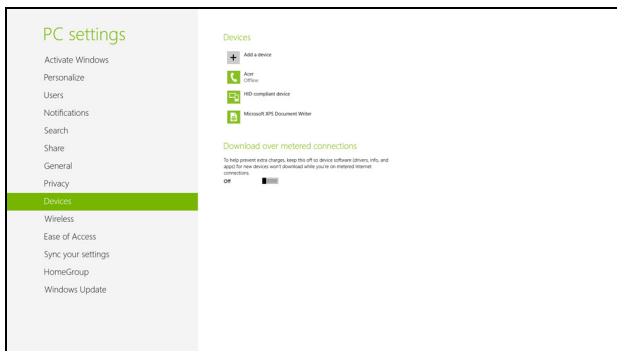 PC settings
Activate Windows
Personalize
Users
Notifications
Search
Share
General
Privacy
Devices
Wireless
Ease of Access
Sync your settings
HomeGroup
Windows Update
Devices
Add a device
Acer
Offline
HID-compliant device
Microsoft XPS Document Writer
Download over metered connections
To help prevent extra charges, keep this off so device software (drivers, info, and
apps) for new devices won't download while you're on metered Internet
connections.
Off